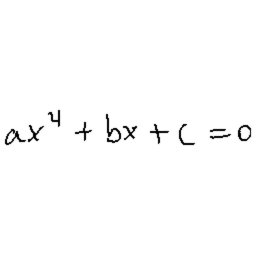 ax⁴ + bx + c = 0